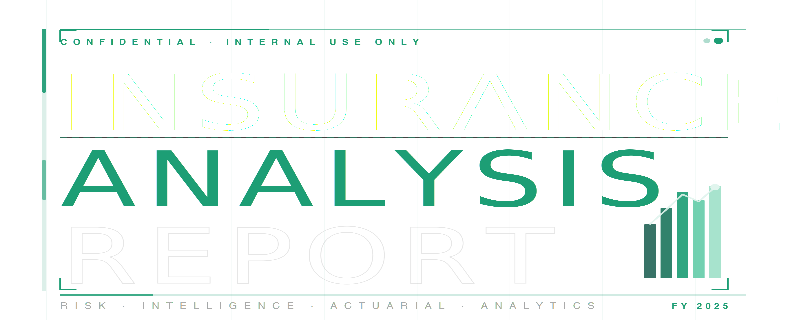 CONFIDENTIAL · INTERNAL USE ONLY
INSURANCE
ANALYSIS
REPORT
RISK · INTELLIGENCE · ACTUARIAL · ANALYTICS
FY 2025